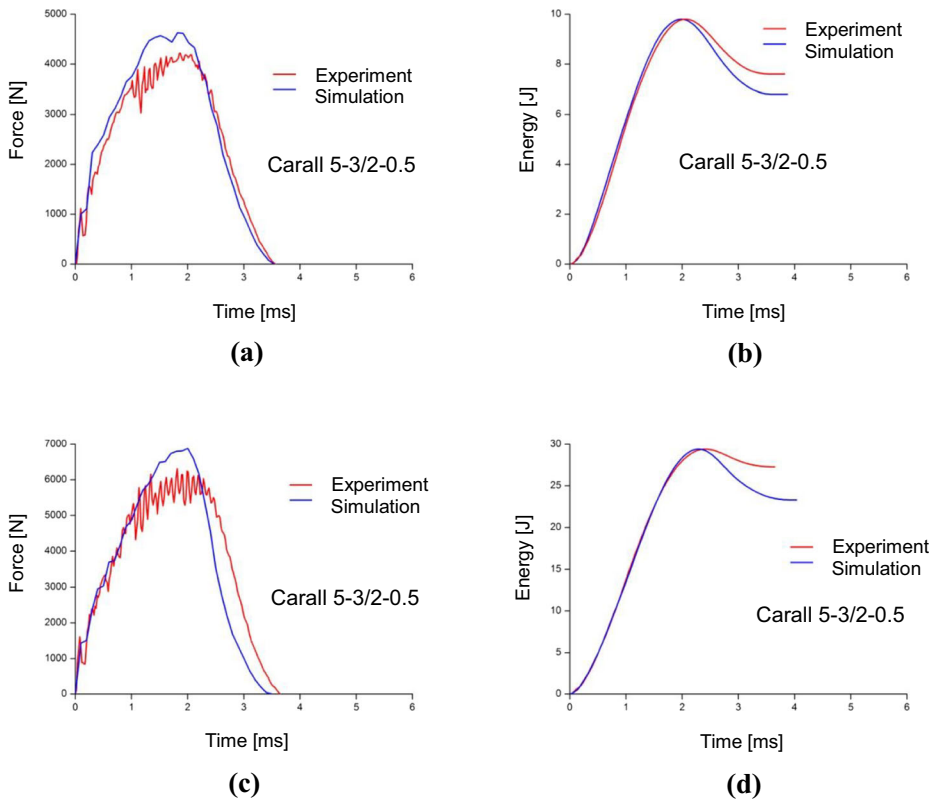 5000
4000
3000
2000
1000
0
0 1 2 3 4 5 6
Force [N]
Experiment
Simulation
Carall 5-3/2-0.5
Time [ms]
(a)
10
8
6
4
2
0
0 1 2 3 4 5 6
Energy [J]
Experiment
Simulation
Carall 5-3/2-0.5
Time [ms]
(b)
7000
6000
5000
4000
3000
2000
1000
0
0 1 2 3 4 5 6
Force [N]
Experiment
Simulation
Carall 5-3/2-0.5
Time [ms]
(c)
30
25
20
15
10
5
0
0 1 2 3 4 5 6
Energy [J]
Experiment
Simulation
Carall 5-3/2-0.5
Time [ms]
(d)